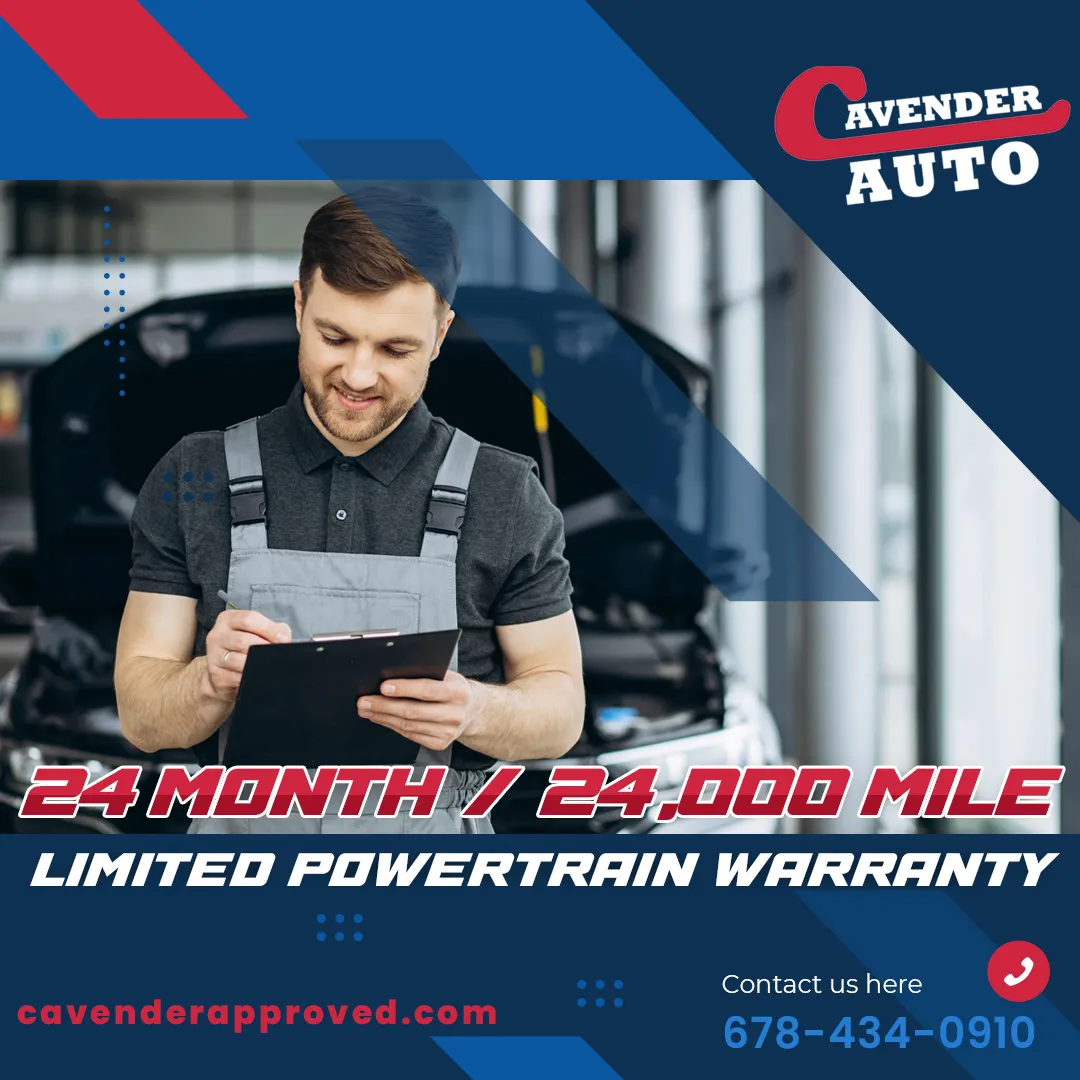 CAVENDER
AUTO
24 MONTH / 24,000 MILE
LIMITED POWERTRAIN WARRANTY
Contact us here
cavenderapproved.com
678-434-0910